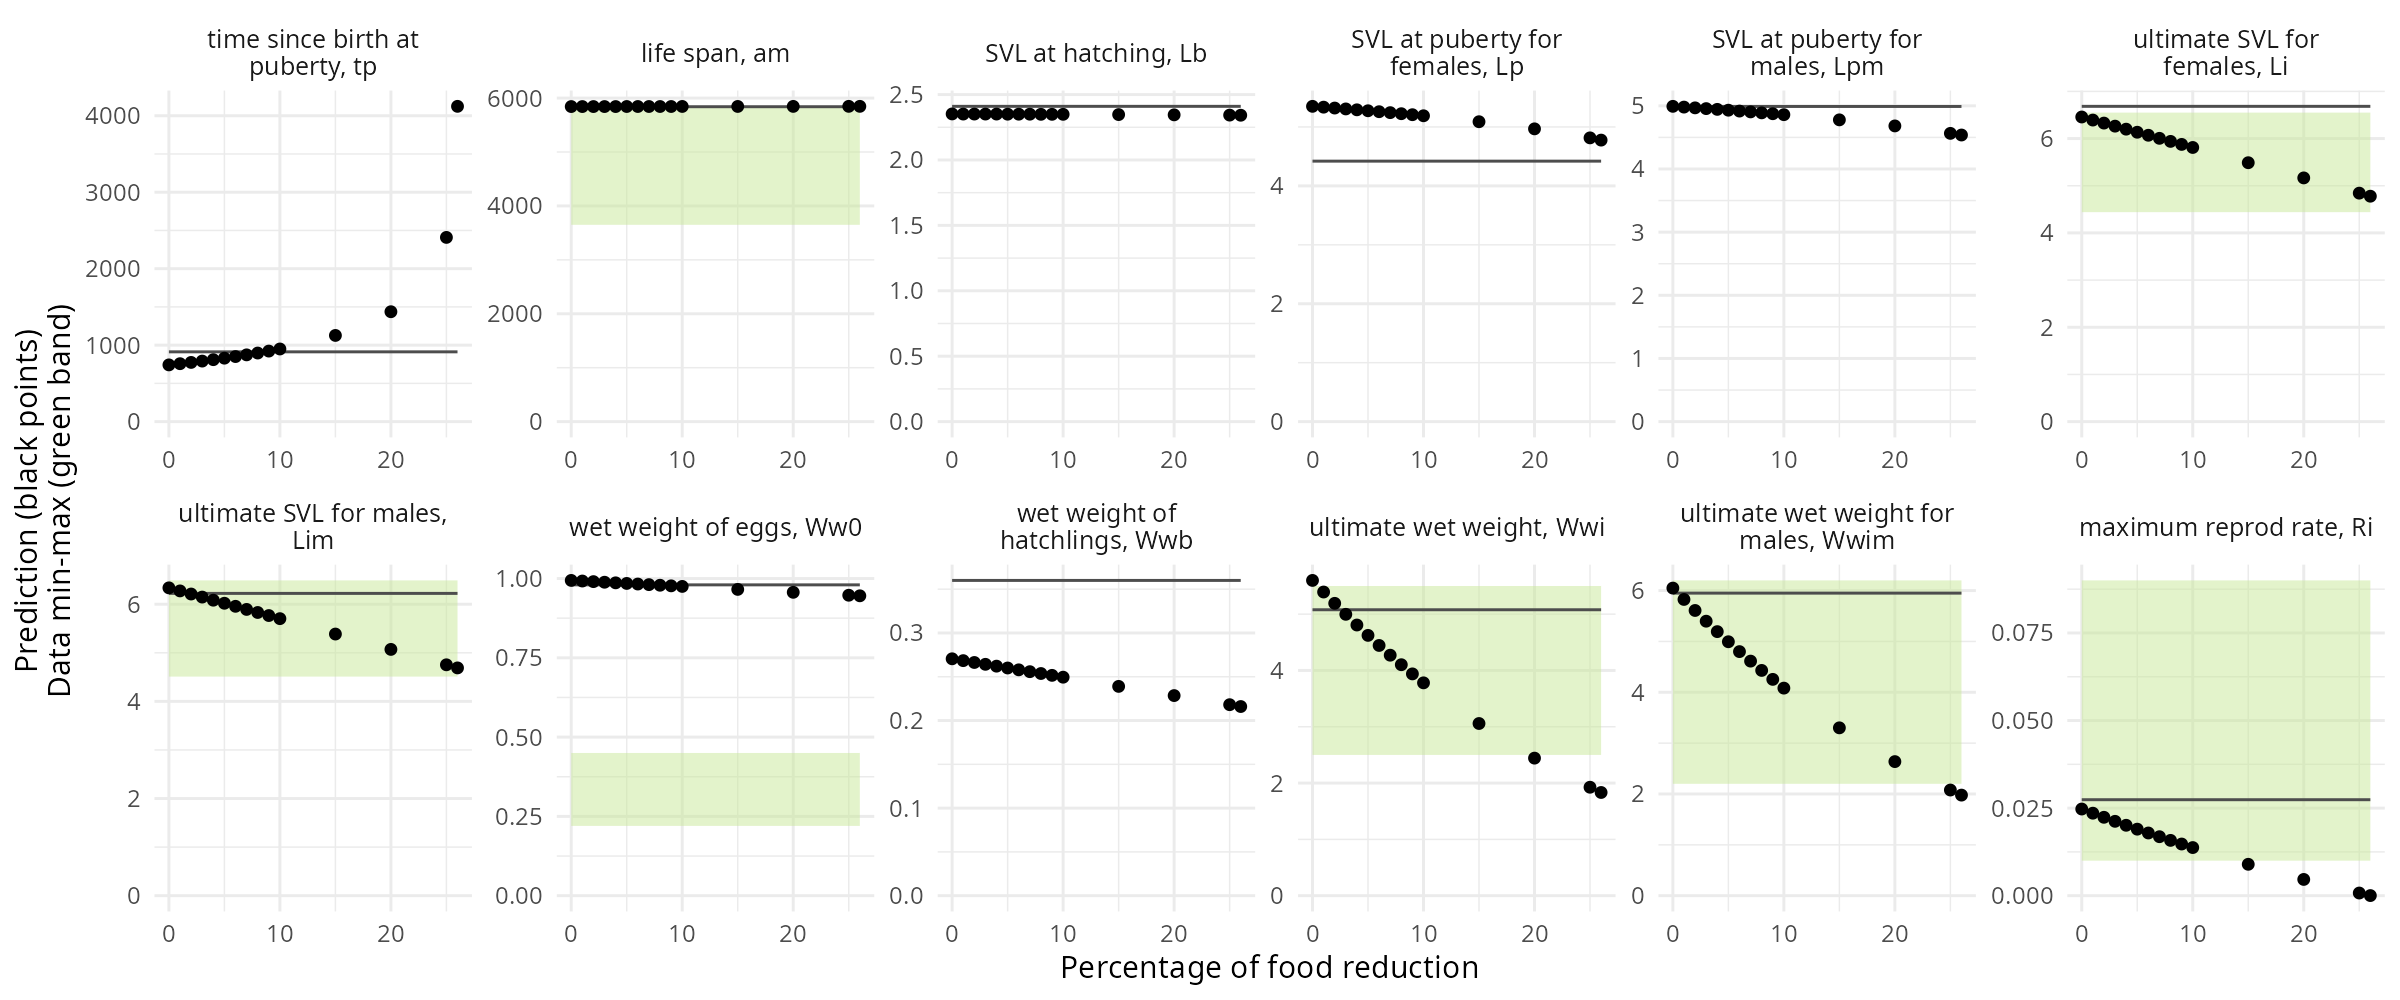 time since birth at
puberty, tp
life span, am
SVL at hatching, Lb
SVL at puberty for
females, Lp
SVL at puberty for
males, Lpm
ultimate SVL for
females, Li
4000
3000
2000
1000
0
0 10 20
6000
4000
2000
0
0 10 20
2.5
2.0
1.5
1.0
0.5
0.0
0 10 20
4
2
0
0 10 20
5
4
3
2
1
0
0 10 20
6
4
2
0
0 10 20
Prediction (black points)
Data min-max (green band)
ultimate SVL for males,
Lim
wet weight of eggs, Ww0
wet weight of
hatchlings, Wwb
ultimate wet weight, Wwi
ultimate wet weight for
males, Wwim
maximum reprod rate, Ri
6
4
2
0
0 10 20
1.00
0.75
0.50
0.25
0.00
0 10 20
0.3
0.2
0.1
0.0
0 10 20
4
2
0
0 10 20
6
4
2
0
0 10 20
0.075
0.050
0.025
0.000
0 10 20
Percentage of food reduction